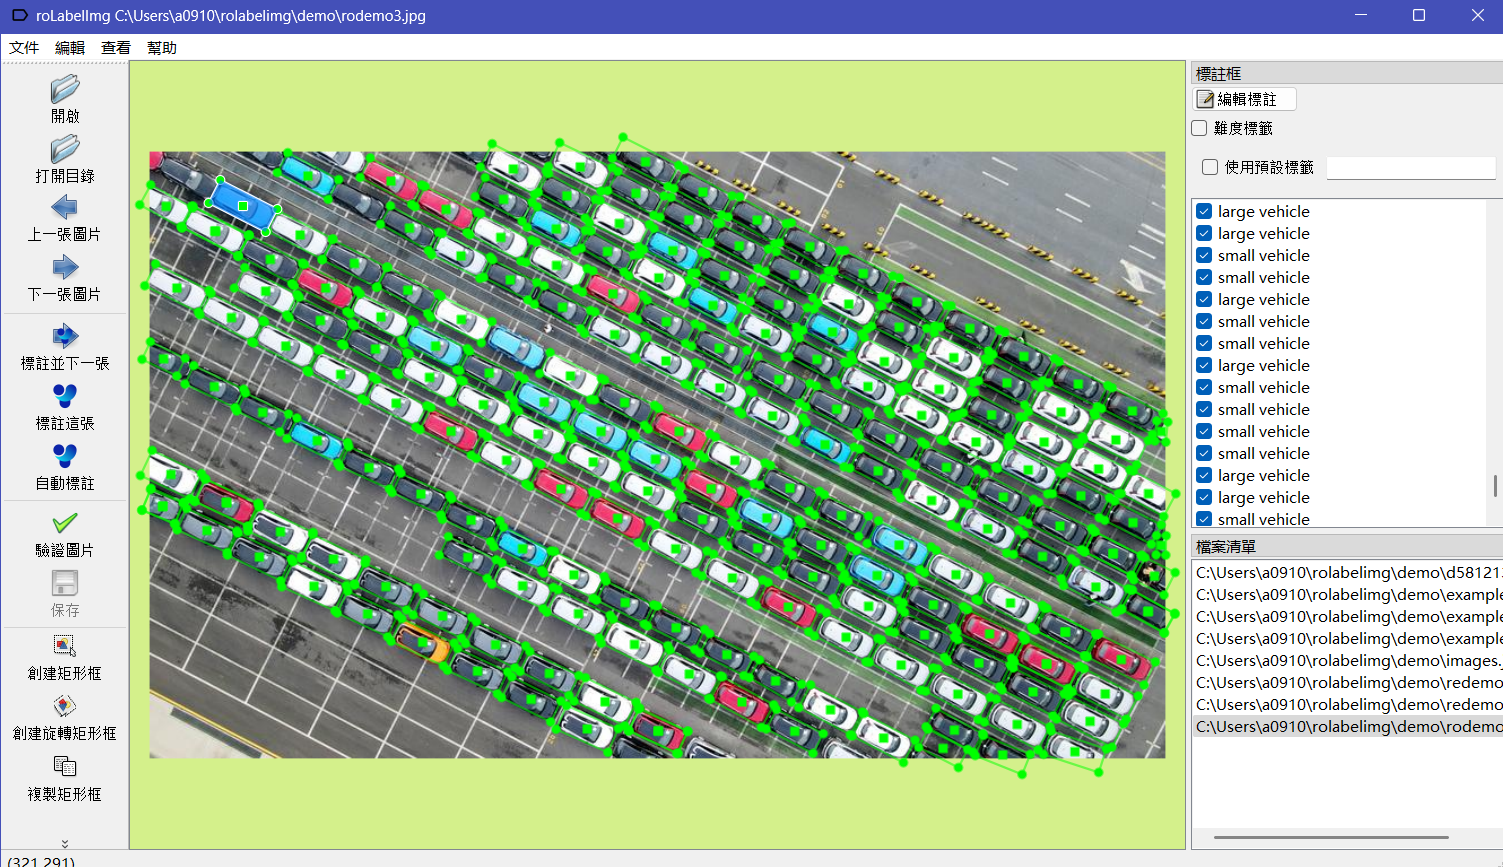 roLabelImg C:\Users\a0910\rolabelimg\demo\rodemo3.jpg
文件 編輯 查看 幫助
開啟
打開目錄
上一張圖片
下一張圖片
標註並下一張
標註這張
自動標註
驗證圖片
保存
創建矩形框
創建旋轉矩形框
複製矩形框
(321,291)
標註框
編輯標註
難度標籤
使用預設標籤
large vehicle
large vehicle
small vehicle
small vehicle
large vehicle
small vehicle
small vehicle
large vehicle
small vehicle
small vehicle
small vehicle
small vehicle
large vehicle
large vehicle
small vehicle
檔案清單
C:\Users\a0910\rolabelimg\demo\d58121
C:\Users\a0910\rolabelimg\demo\example
C:\Users\a0910\rolabelimg\demo\example
C:\Users\a0910\rolabelimg\demo\example
C:\Users\a0910\rolabelimg\demo\images.
C:\Users\a0910\rolabelimg\demo\redemo
C:\Users\a0910\rolabelimg\demo\redemo
C:\Users\a0910\rolabelimg\demo\rodemo